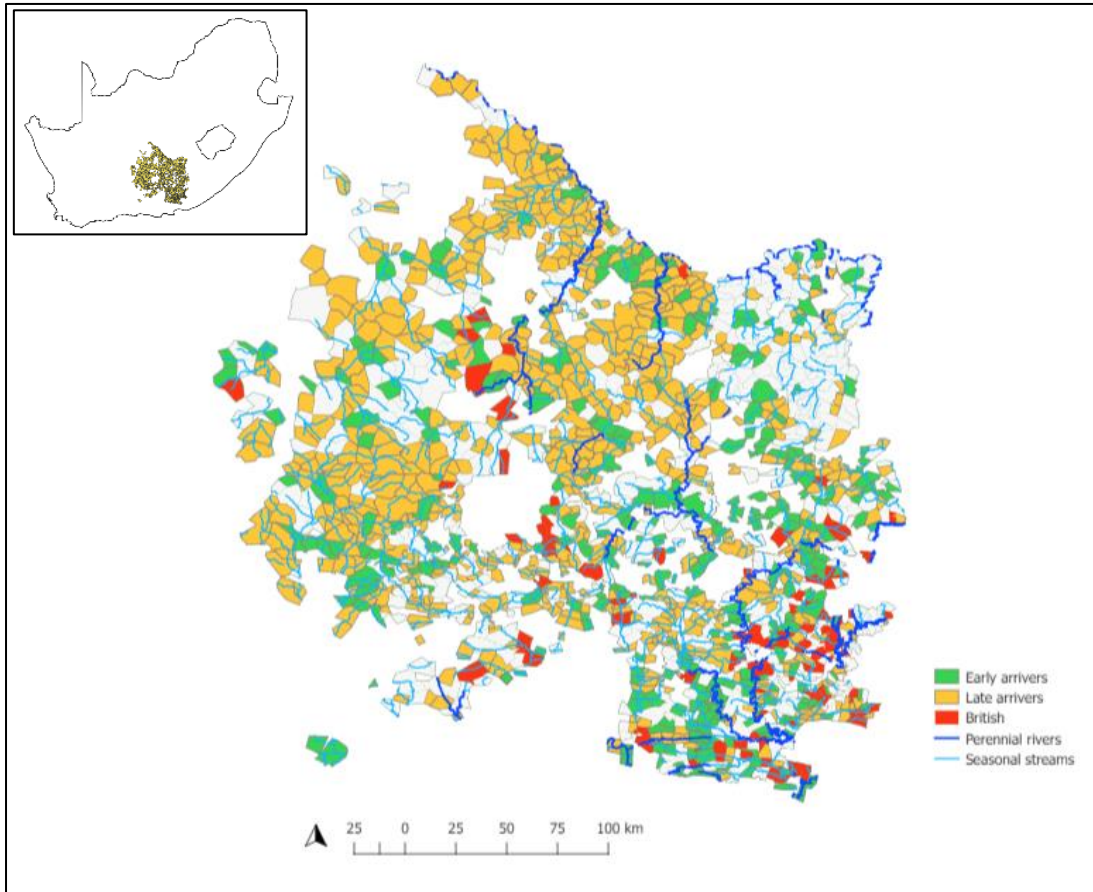 Early arrivers
Late arrivers
British
Perennial rivers
Seasonal streams
25 0 25 50 75 100 km